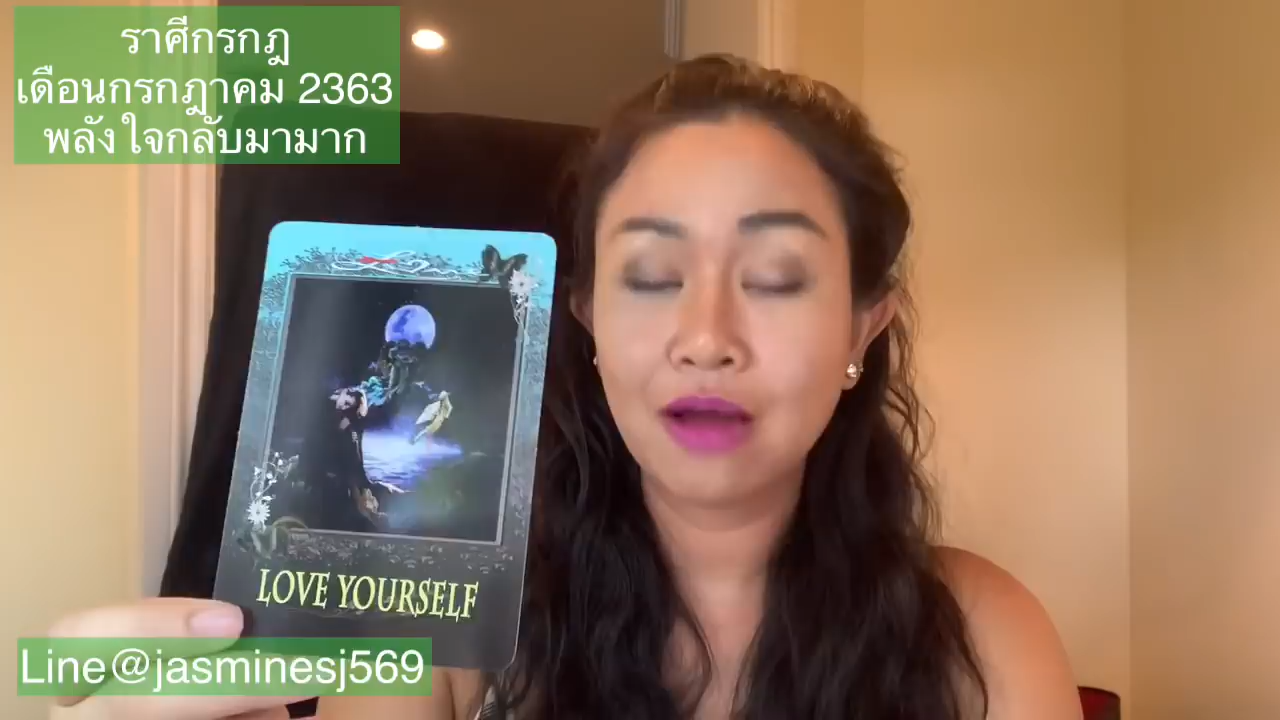 ราศีกรกฎ
เดือนกรกฎาคม 2363
พลังใจกลับมามาก
LOVE YOURSELF
Line@jasminesj569